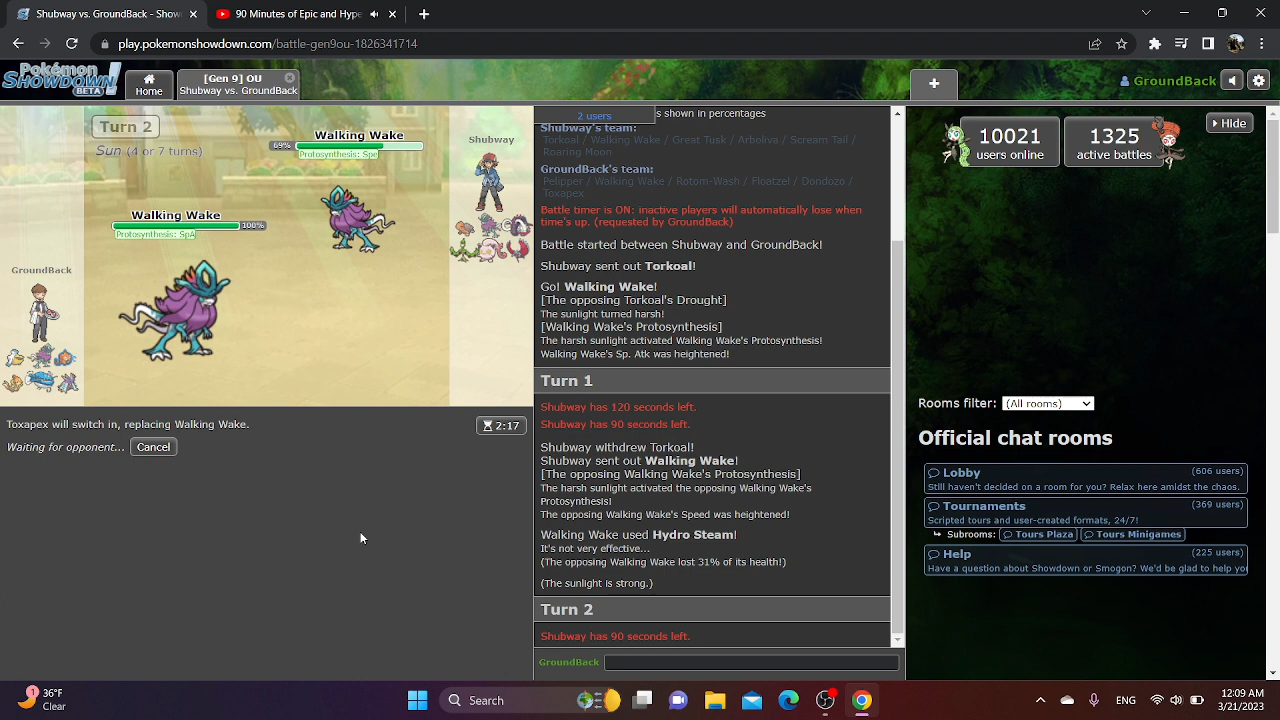 Shubway vs. GroundBack - Show
90 Minutes of Protosynthesis and Hype
play.pokemonshowdown.com/battle-gen9ou-1826341714
Pokémon
SHOWDOWN!
BETA
Home
[Gen 9] OU
Shubway vs. GroundBack
GroundBack
Turn 2
Sun (4 or 7 turns)
Walking Wake
69%
Protosynthesis: Spe
Walking Wake
100%
Protosynthesis: SpA
Shubway
GroundBack
Toxapex will switch in, replacing Walking Wake.
Waiting for opponent...
Cancel
2:17
2 users
s shown in percentages
Shubway's team:
Torkoal / Walking Wake / Great Tusk / Arboliva / Scream Tail /
Roaring Moon
GroundBack's team:
Pelipper / Walking Wake / Rotom-Wash / Floatzel / Dondozo /
Toxapex
Battle timer is ON: inactive players will automatically lose when
time's up. (requested by GroundBack)
Battle started between Shubway and GroundBack!
Shubway sent out Torkoal!
Go! Walking Wake!
[The opposing Torkoal's Drought]
The sunlight turned harsh!
[Walking Wake's Protosynthesis]
The harsh sunlight activated Walking Wake's Protosynthesis!
Walking Wake's Sp. Atk was heightened!
Turn 1
Shubway has 120 seconds left.
Shubway has 90 seconds left.
Shubway withdrew Torkoal!
Shubway sent out Walking Wake!
[The opposing Walking Wake's Protosynthesis]
The harsh sunlight activated the opposing Walking Wake's
Protosynthesis!
The opposing Walking Wake's Speed was heightened!
Walking Wake used Hydro Steam!
It's not very effective...
(The opposing Walking Wake lost 31% of its health!)
(The sunlight is strong.)
Turn 2
Shubway has 90 seconds left.
GroundBack
10021
users online
1325
active battles
Hide
Rooms filter: (All rooms)
Official chat rooms
Lobby (606 users)
Still haven't decided on a room for you? Relax here amidst the chaos.
Tournaments (369 users)
Scripted tours and user-created formats, 24/7!
Subrooms: Tours Plaza Tours Minigames
Help (225 users)
Have a question about Showdown or Smogon? We'd be glad to help you
1
36°F
Clear
Search
ENG
12:09 AM
3/21/2023